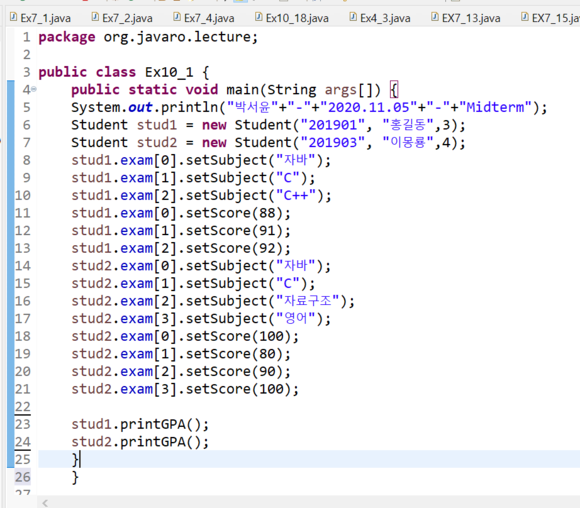 Ex7_1.java Ex7_2.java Ex7_4.java Ex10_18.java Ex4_3.java EX7_13.java EX7_15.ja
1 package org.javaro.lecture;
2
3 public class Ex10_1 {
4 public static void main(String args[]) {
5 System.out.println("박서윤"+"-"+"2020.11.05"+"-"+"Midterm");
6 Student stud1 = new Student("201901", "홍길동",3);
7 Student stud2 = new Student("201903", "이몽룡",4);
8 stud1.exam[0].setSubject("자바");
9 stud1.exam[1].setSubject("C");
10 stud1.exam[2].setSubject("C++");
11 stud1.exam[0].setScore(88);
12 stud1.exam[1].setScore(91);
13 stud1.exam[2].setScore(92);
14 stud2.exam[0].setSubject("자바");
15 stud2.exam[1].setSubject("C");
16 stud2.exam[2].setSubject("자료구조");
17 stud2.exam[3].setSubject("영어");
18 stud2.exam[0].setScore(100);
19 stud2.exam[1].setScore(80);
20 stud2.exam[2].setScore(90);
21 stud2.exam[3].setScore(100);
22
23 stud1.printGPA();
24 stud2.printGPA();
25 }
26 }
27